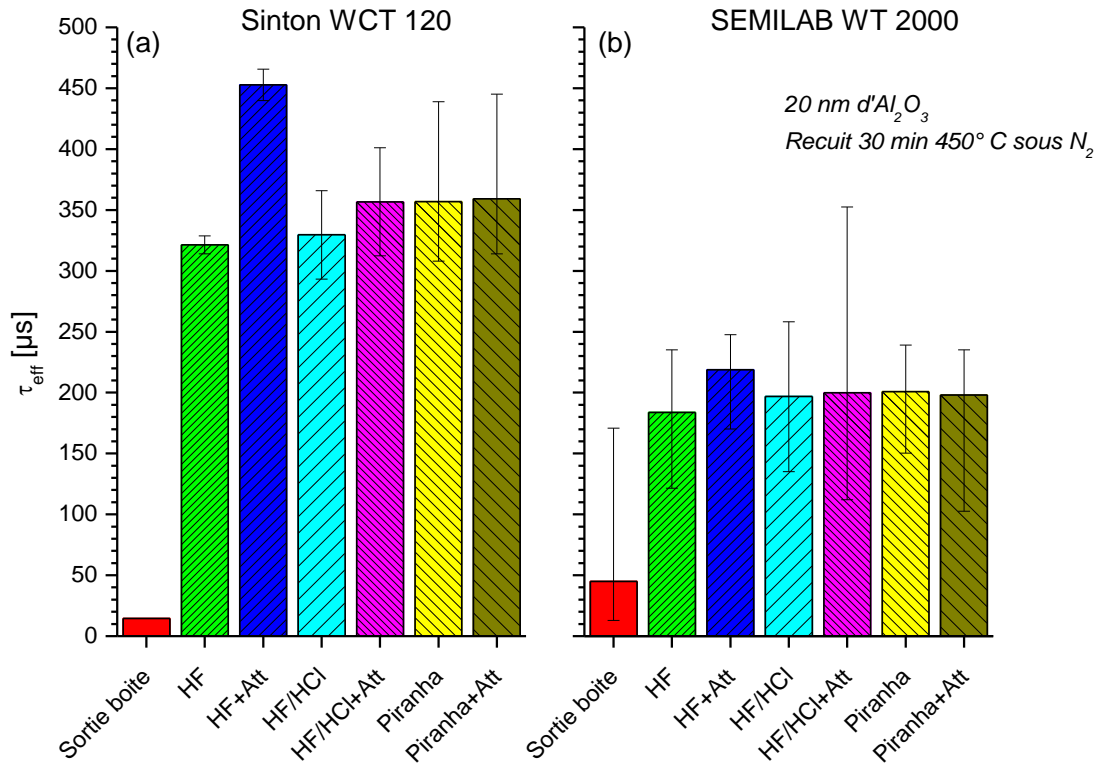 Sinton WCT 120
SEMILAB WT 2000
(a)
(b)
20 nm d'Al2O3
Recuit 30 min 450° C sous N2
τeff [µs]
500
450
400
350
300
250
200
150
100
50
0
Sortie boite
HF
HF+Att
HF/HCl
HF/HCl+Att
Piranha
Piranha+Att
Sortie boite
HF
HF+Att
HF/HCl
HF/HCl+Att
Piranha
Piranha+Att